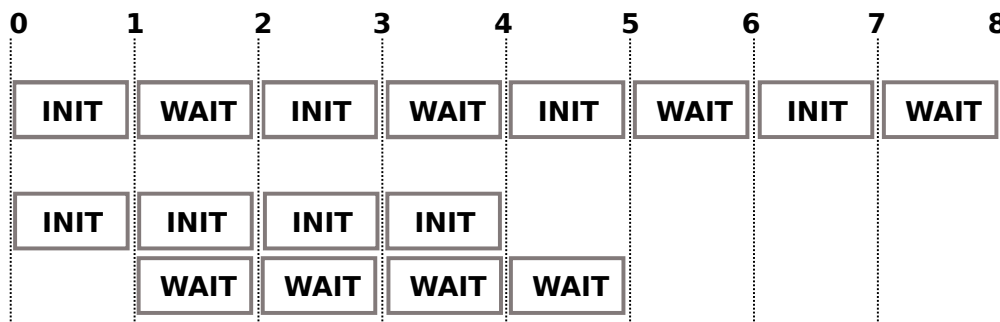 0 1 2 3 4 5 6 7 8
INIT WAIT INIT WAIT INIT WAIT INIT WAIT
INIT INIT INIT INIT
WAIT WAIT WAIT WAIT